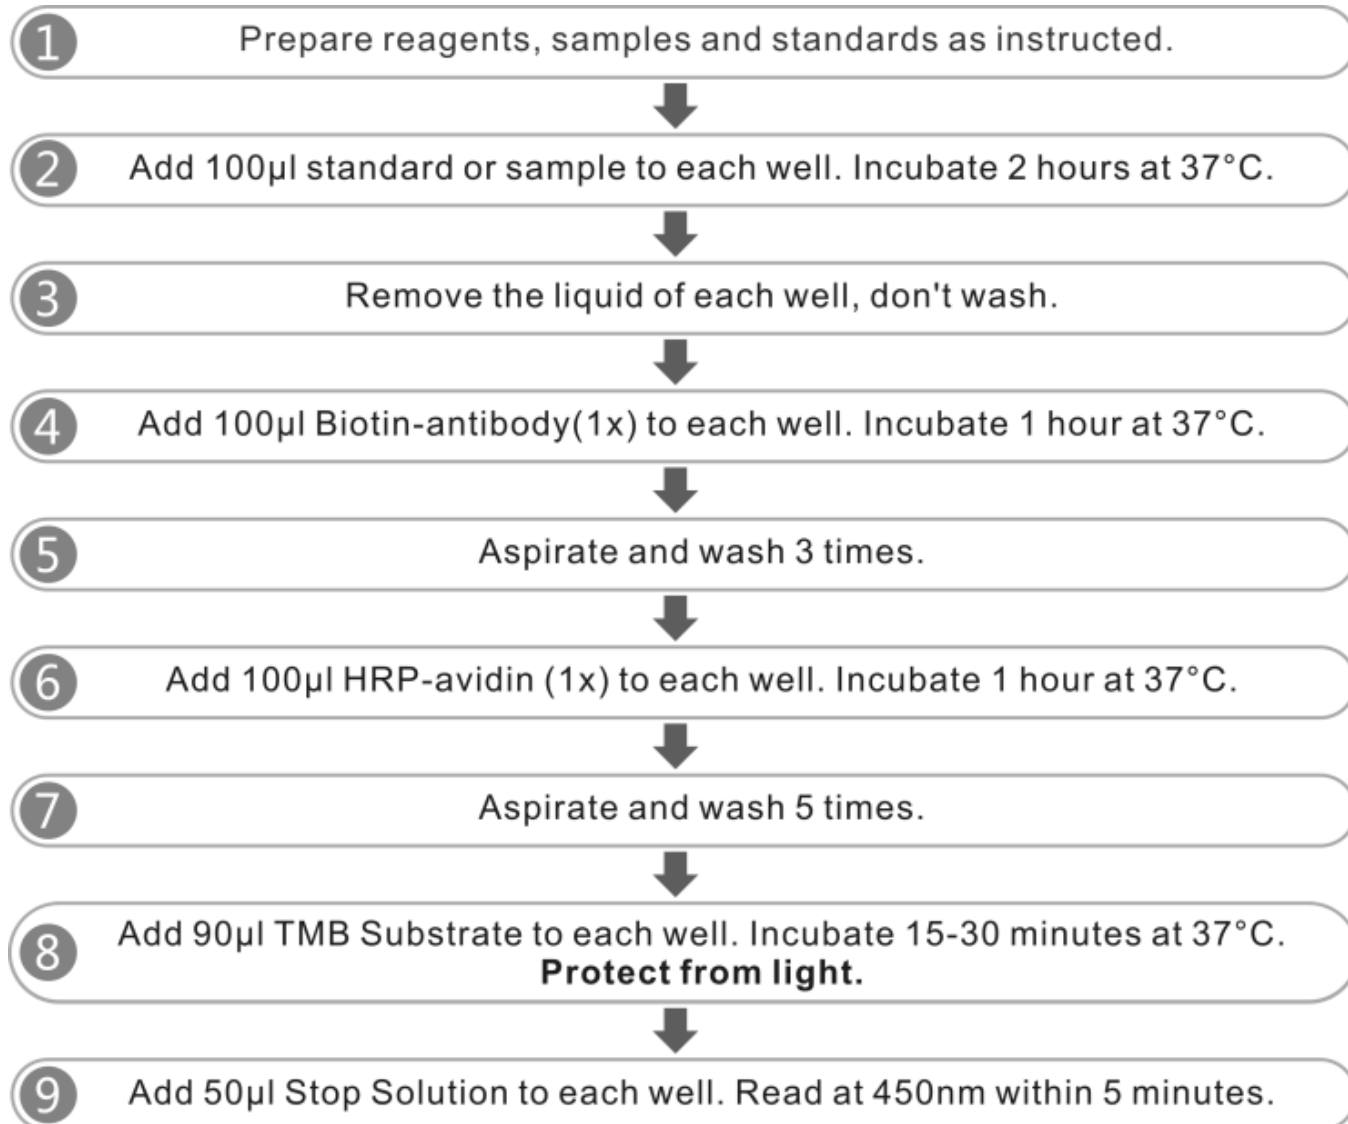 1
Prepare reagents, samples and standards as instructed.
2
Add 100µl standard or sample to each well. Incubate 2 hours at 37°C.
3
Remove the liquid of each well, don't wash.
4
Add 100µl Biotin-antibody(1x) to each well. Incubate 1 hour at 37°C.
5
Aspirate and wash 3 times.
6
Add 100µl HRP-avidin (1x) to each well. Incubate 1 hour at 37°C.
7
Aspirate and wash 5 times.
8
Add 90µl TMB Substrate to each well. Incubate 15-30 minutes at 37°C.
Protect from light.
9
Add 50µl Stop Solution to each well. Read at 450nm within 5 minutes.